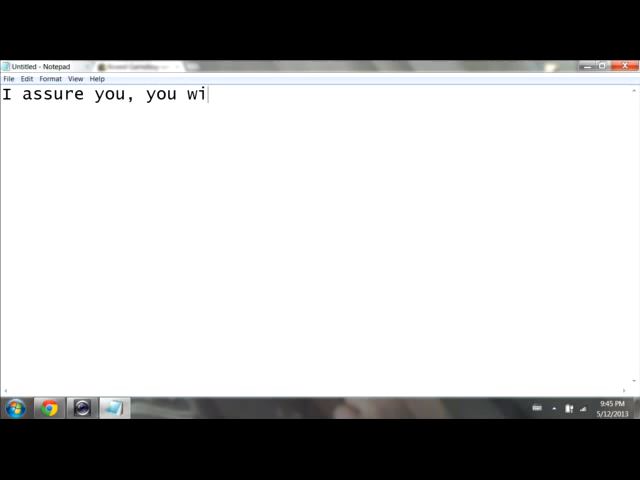 Untitled - Notepad
File Edit Format View Help
I assure you, you wi
9:45 PM
5/12/2013